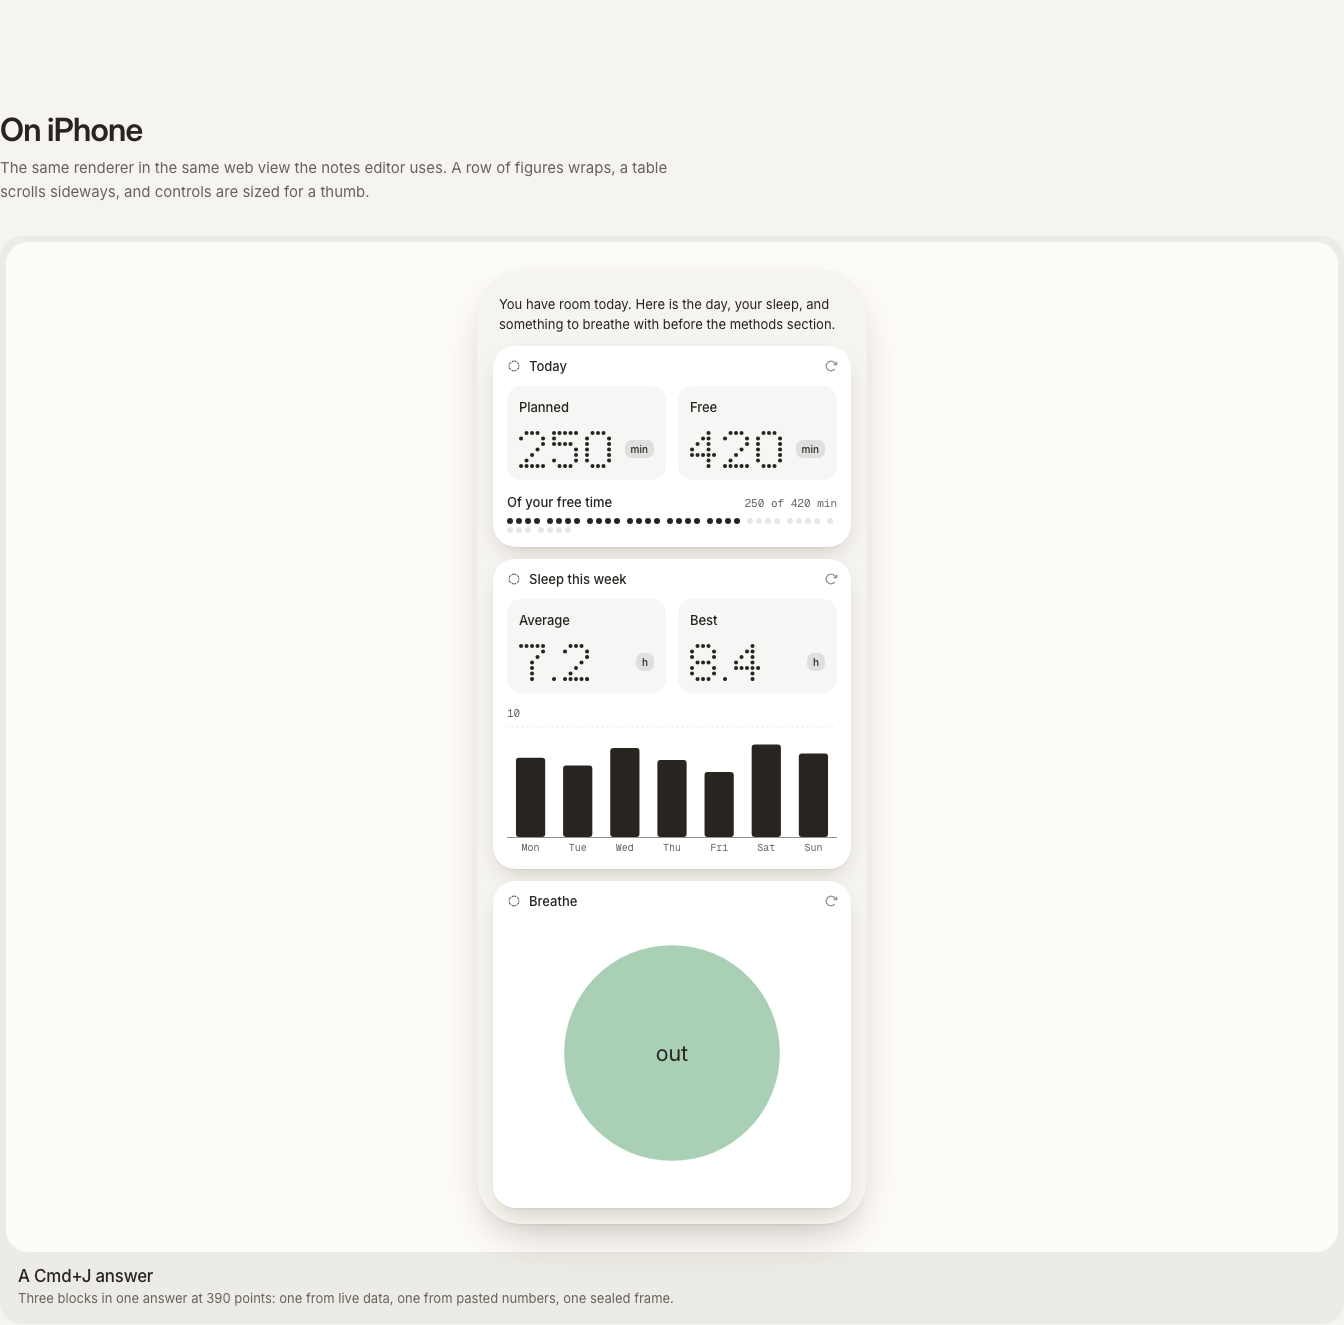 On iPhone
The same renderer in the same web view the notes editor uses. A row of figures wraps, a table
scrolls sideways, and controls are sized for a thumb.
You have room today. Here is the day, your sleep, and
something to breathe with before the methods section.
Today
Planned
250 min
Free
420 min
Of your free time
250 of 420 min
Sleep this week
Average
7.2 h
Best
8.4 h
10
Mon Tue Wed Thu Fri Sat Sun
Breathe
out
A Cmd+J answer
Three blocks in one answer at 390 points: one from live data, one from pasted numbers, one sealed frame.